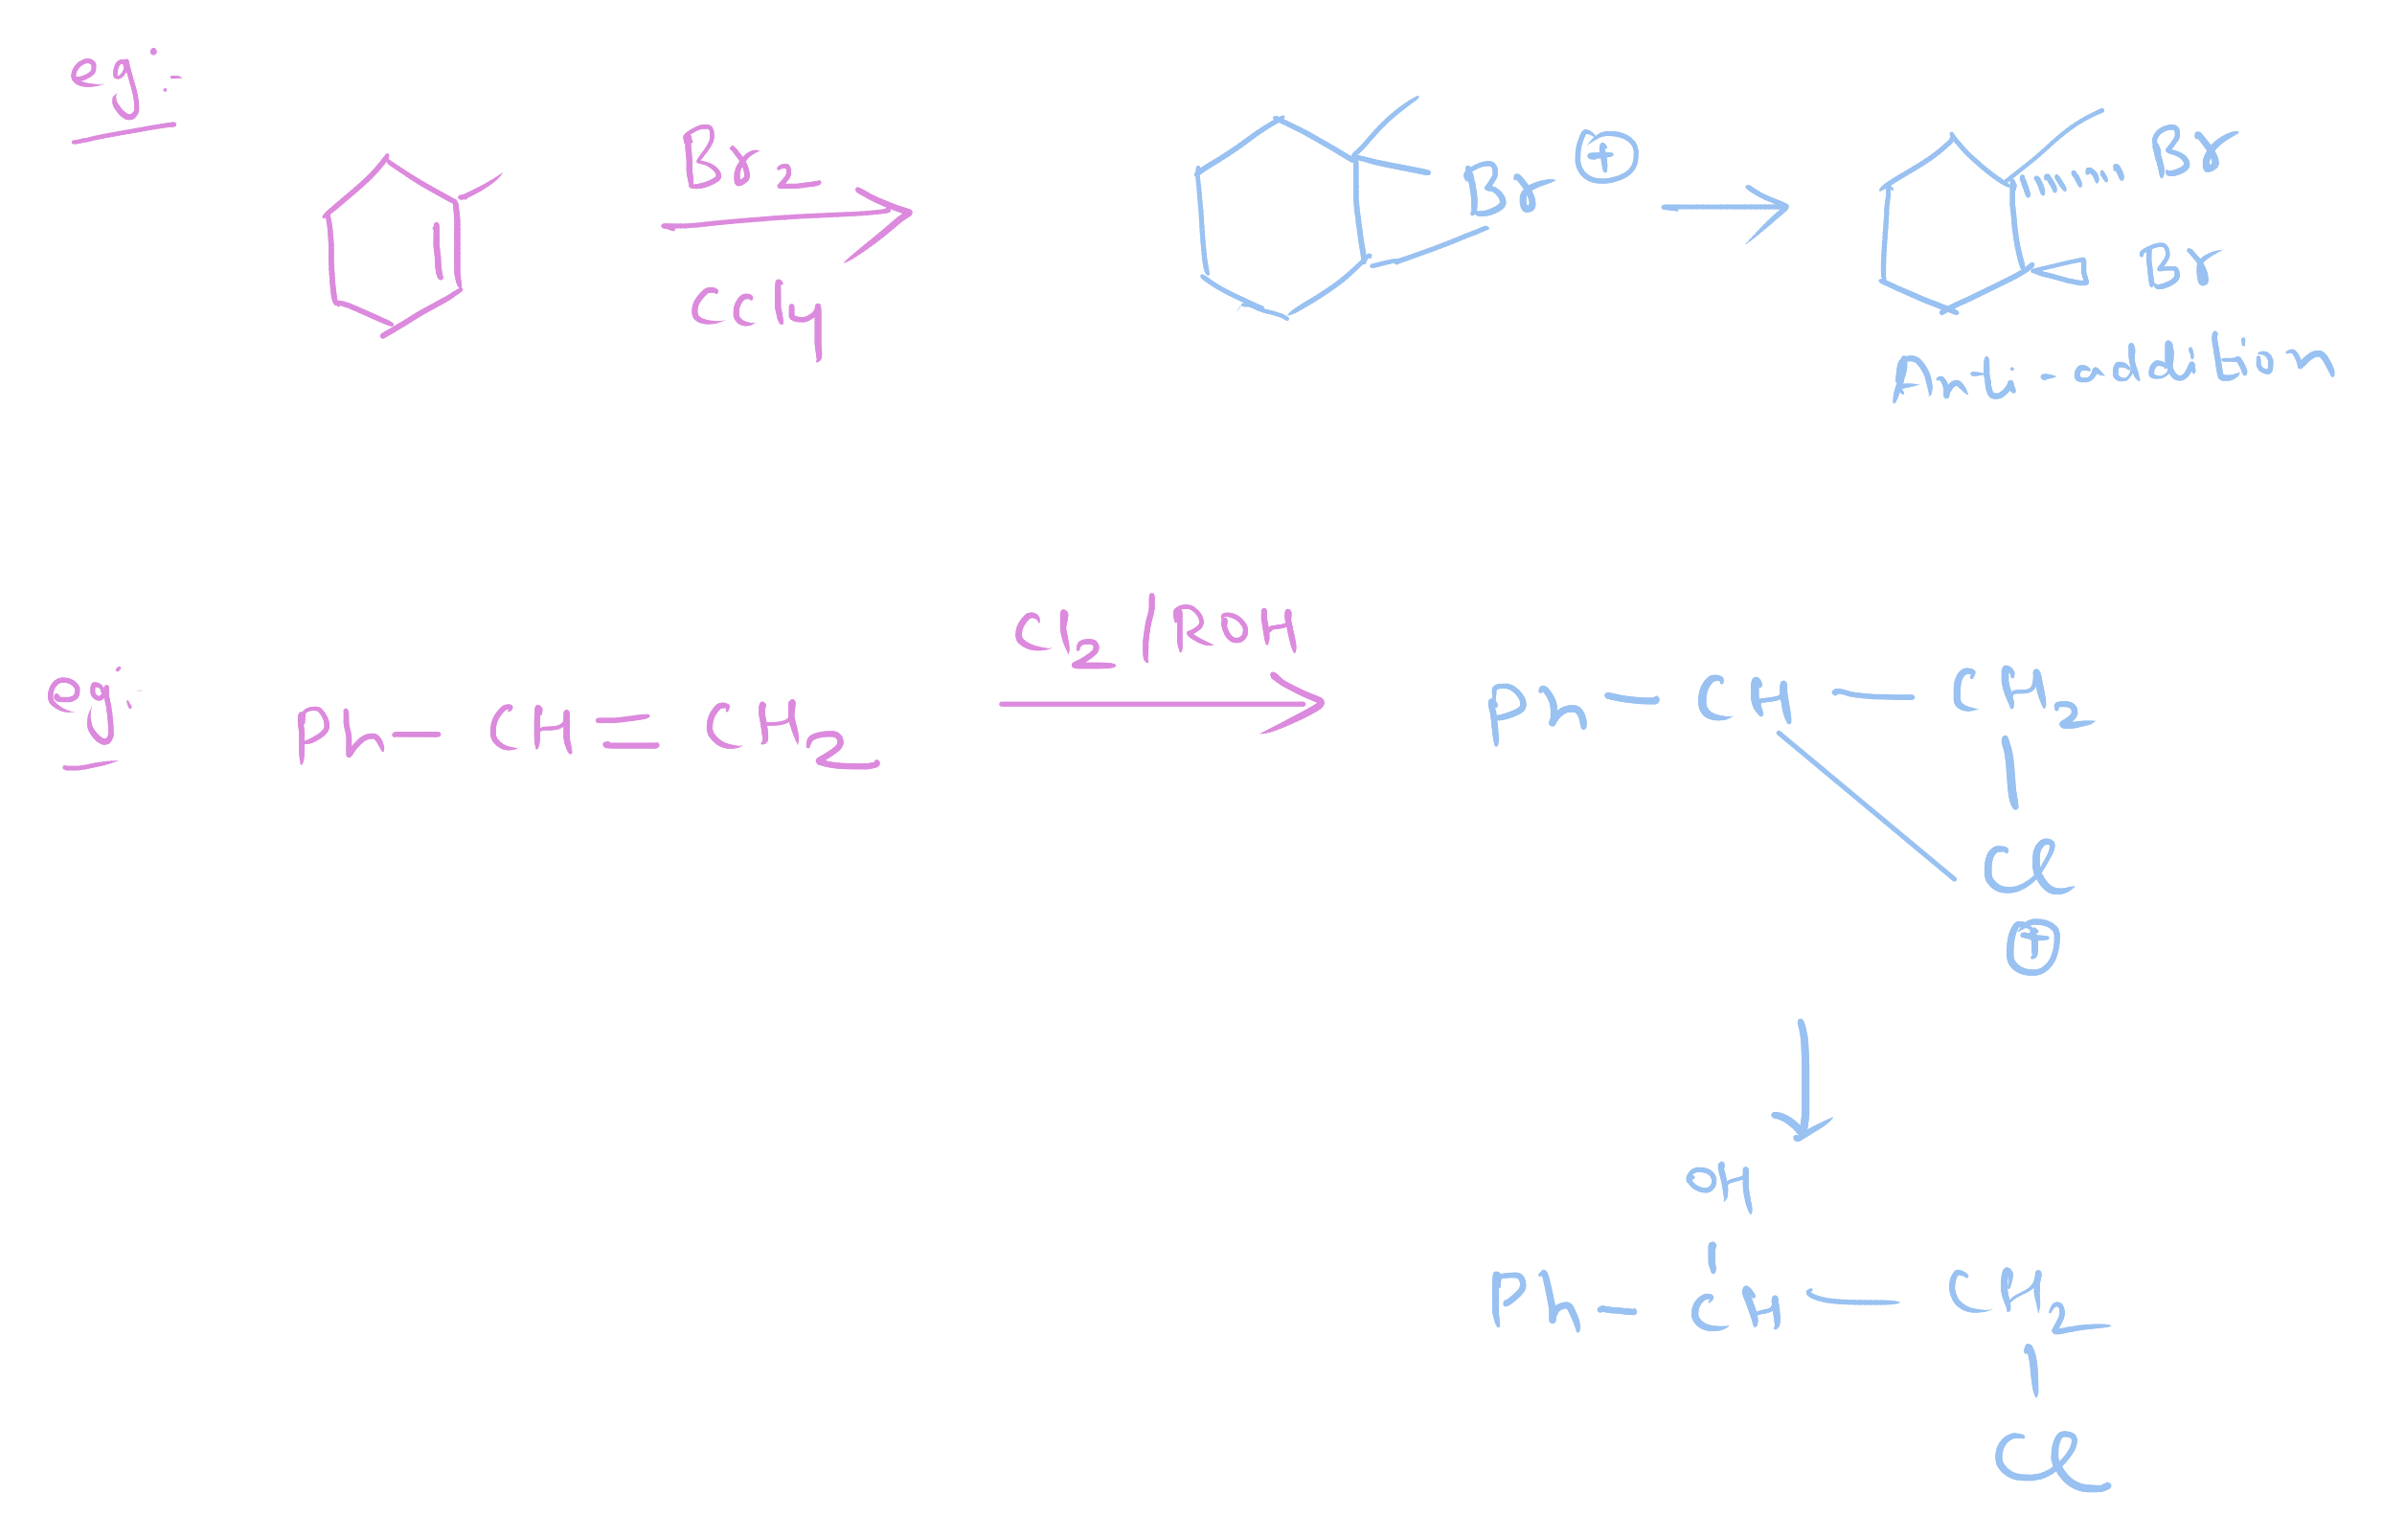 eg:-
Br2
CCl4
Br ⊕
Br
Br
Anti-addition
eg:
Ph — CH = CH2
Cl2 / ROH
Ph — CH — CH2
Cl
⊕
OH
Ph — CH — CH2
Cl